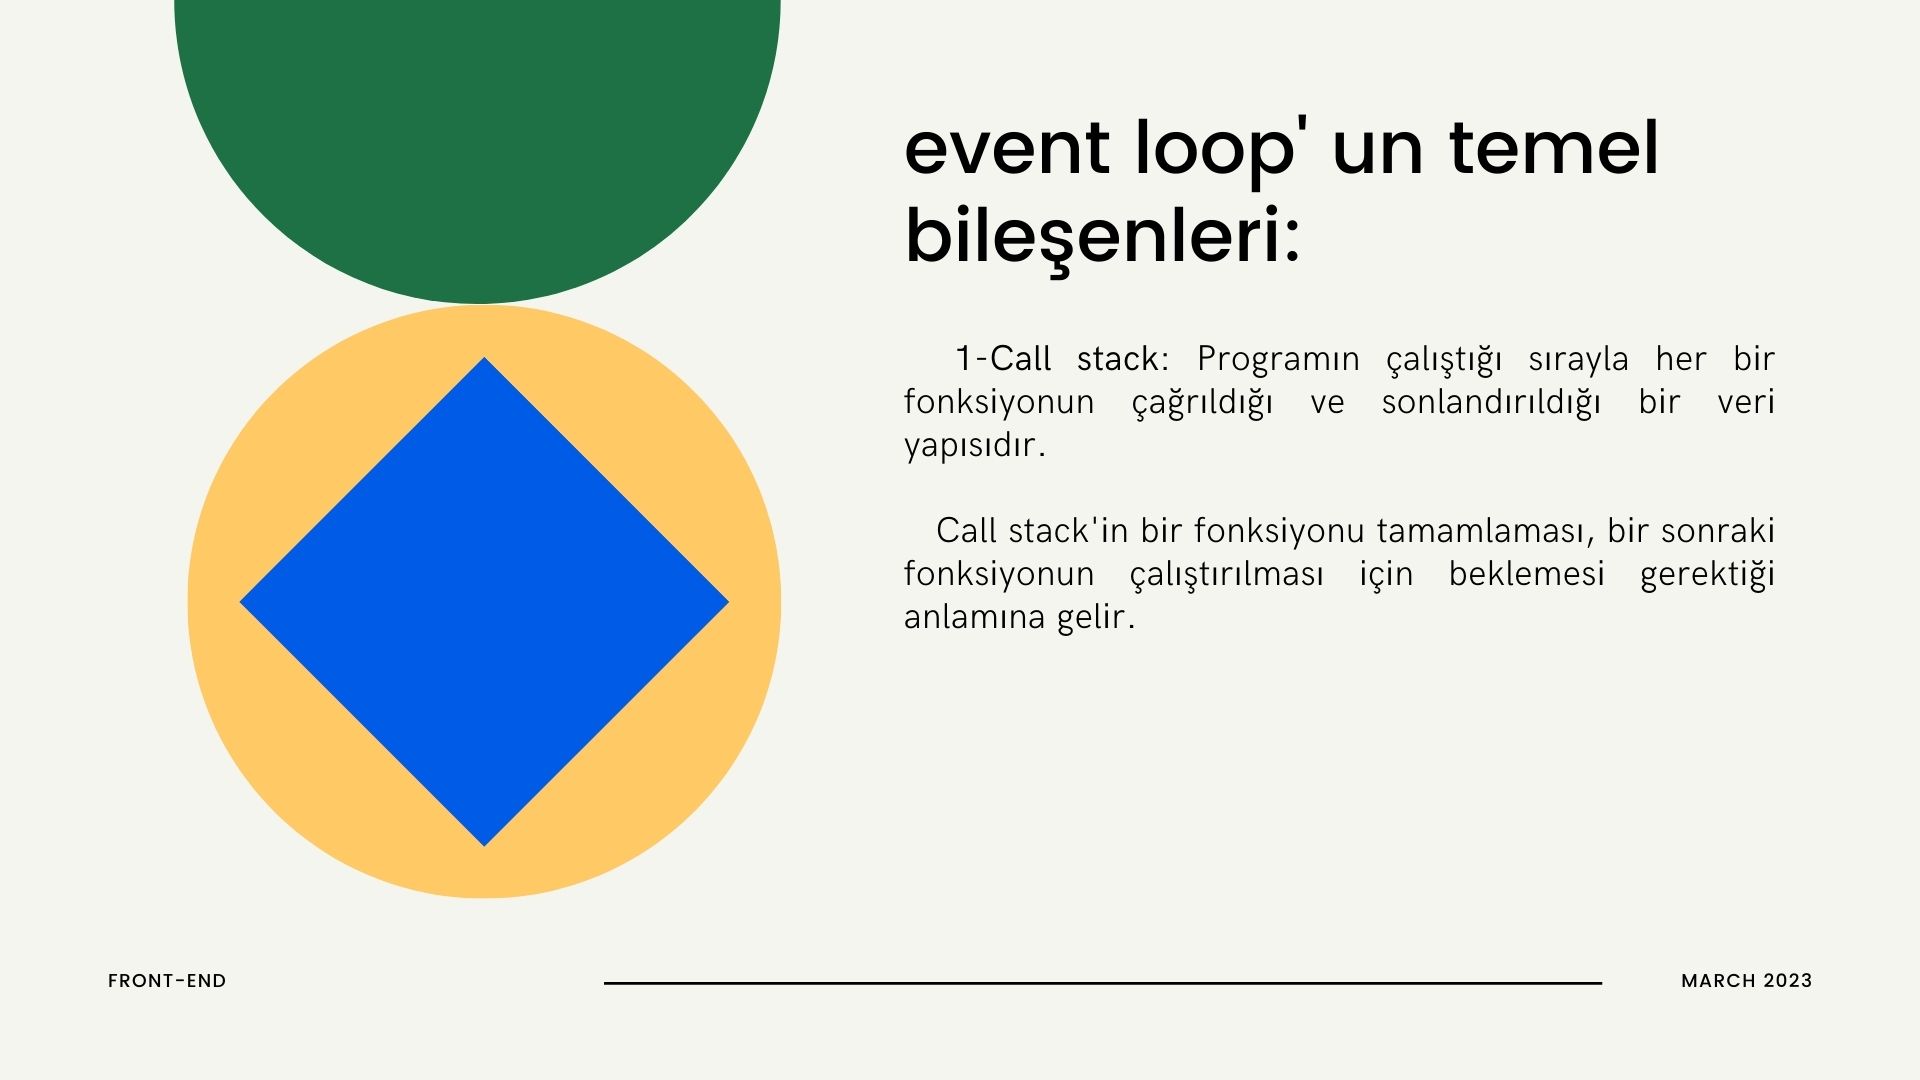 event loop' un temel
bileşenleri:
1-Call stack: Programın çalıştığı sırayla her bir
fonksiyonun çağrıldığı ve sonlandırıldığı bir veri
yapısıdır.
Call stack'in bir fonksiyonu tamamlaması, bir sonraki
fonksiyonun çalıştırılması için beklemesi gerektiği
anlamına gelir.
FRONT-END
MARCH 2023